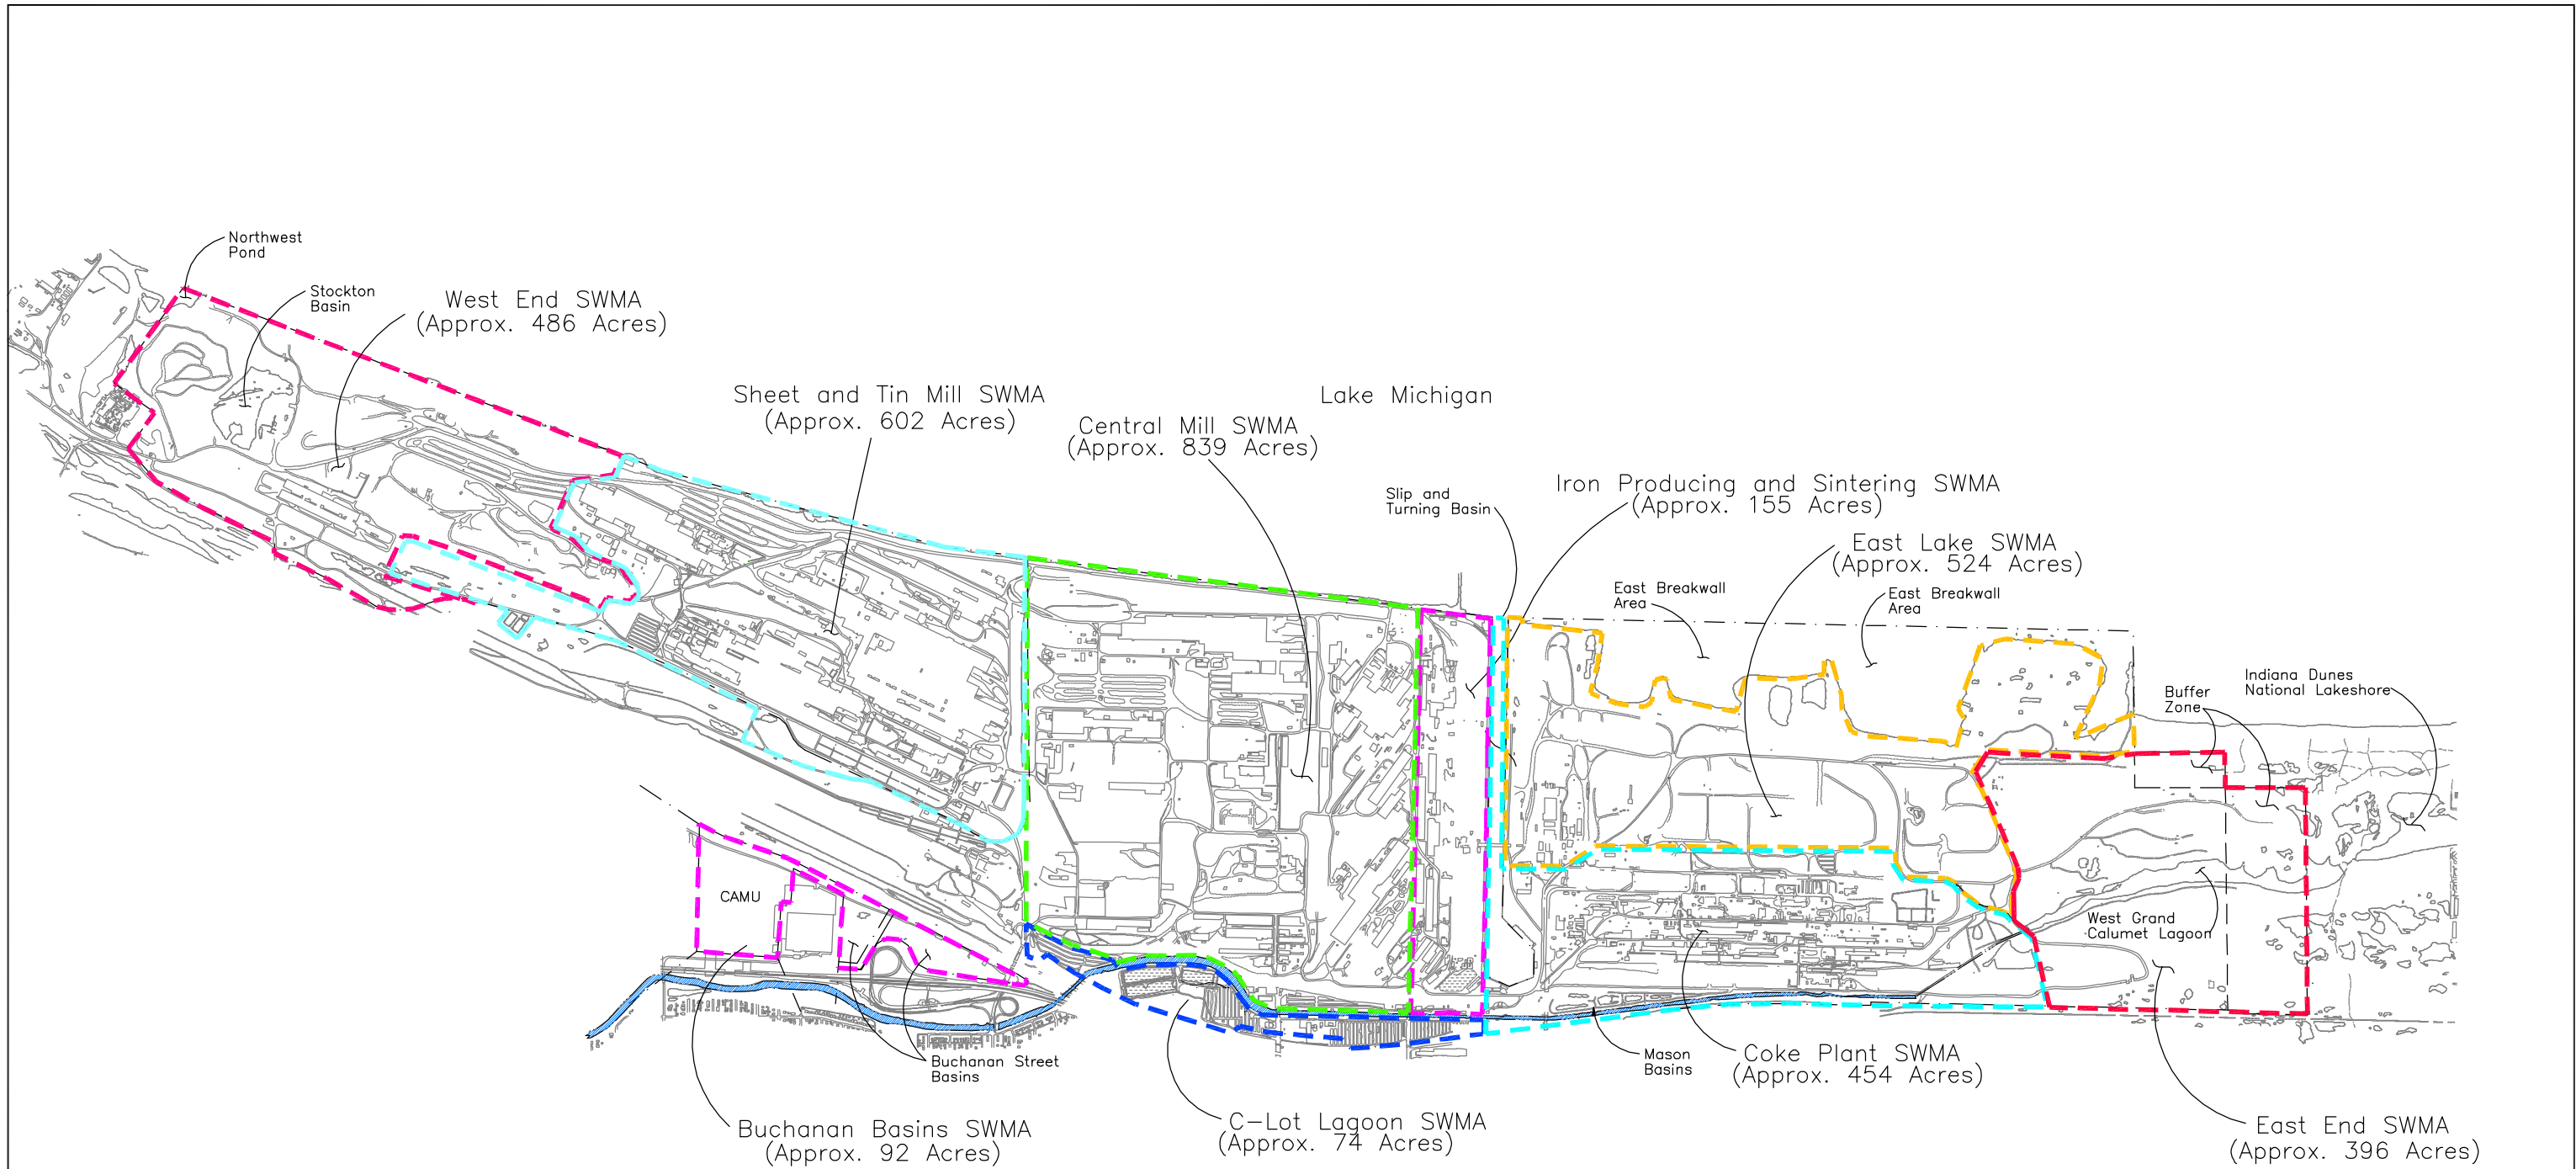 Northwest
Pond
Stockton
Basin
West End SWMA
(Approx. 486 Acres)
Sheet and Tin Mill SWMA
(Approx. 602 Acres)
Lake Michigan
Central Mill SWMA
(Approx. 839 Acres)
Slip and
Turning Basin
Iron Producing and Sintering SWMA
(Approx. 155 Acres)
East Lake SWMA
(Approx. 524 Acres)
East Breakwall
Area
East Breakwall
Area
Indiana Dunes
National Lakeshore
Buffer
Zone
CAMU
West Grand
Calumet Lagoon
Buchanan Street
Basins
Mason
Basins
Coke Plant SWMA
(Approx. 454 Acres)
Buchanan Basins SWMA
(Approx. 92 Acres)
C-Lot Lagoon SWMA
(Approx. 74 Acres)
East End SWMA
(Approx. 396 Acres)